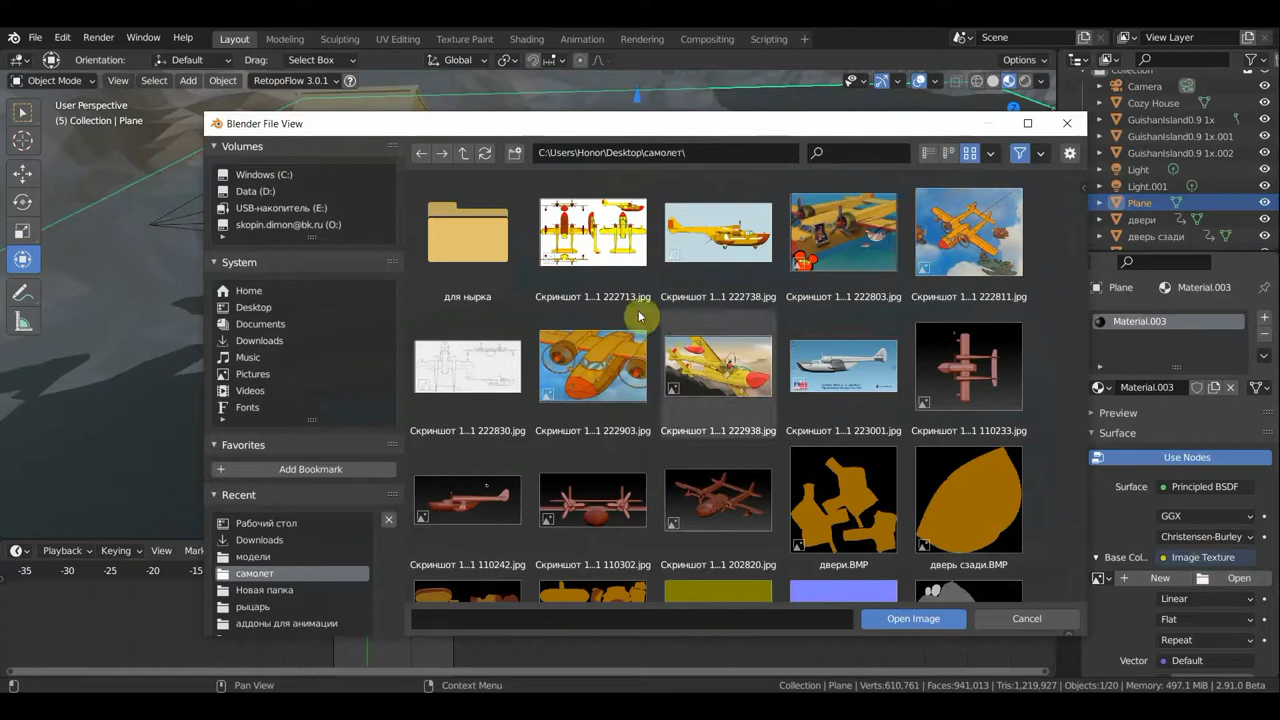 File Edit Render Window Help Layout Modeling Sculpting UV Editing Texture Paint Shading Animation Rendering Compositing Scripting Scene View Layer
Orientation: Default Drag: Select Box Global Options
Object Mode View Select Add Object RetopoFlow 3.0.1
User Perspective
(5) Collection | Plane
Blender File View
Volumes
Windows (C:)
Data (D:)
USB-накопитель (E:)
skopin.dimon@bk.ru (O:)
System
Home
Desktop
Documents
Downloads
Music
Pictures
Videos
Fonts
Favorites
Add Bookmark
Recent
Рабочий стол
Downloads
модели
самолет
Новая папка
рыцарь
аддоны для анимации
C:\Users\Honor\Desktop\самолет\
для нырка Скриншот 1...1 222713.jpg Скриншот 1...1 222738.jpg Скриншот 1...1 222803.jpg Скриншот 1...1 222811.jpg
Скриншот 1...1 222830.jpg Скриншот 1...1 222903.jpg Скриншот 1...1 222938.jpg Скриншот 1...1 223001.jpg Скриншот 1...1 110233.jpg
Скриншот 1...1 110242.jpg Скриншот 1...1 110302.jpg Скриншот 1...1 202820.jpg двери.BMP дверь сзади.BMP
Open Image Cancel
Collection
Camera
Cozy House
GuishanIsland0.9 1x
GuishanIsland0.9 1x.001
GuishanIsland0.9 1x.002
Light
Light.001
Plane
двери
дверь сзади
Plane Material.003
Material.003
Material.003
Preview
Surface
Use Nodes
Surface Principled BSDF
GGX
Christensen-Burley
Base Col... Image Texture
New Open
Linear
Flat
Repeat
Vector Default
Playback Keying View Mark
-35 -30 -25 -20 -15
Pan View Context Menu Collection | Plane | Verts:610,761 | Faces:941,013 | Tris:1,219,927 | Objects:1/20 | Memory: 497.1 MiB | 2.91.0 Beta